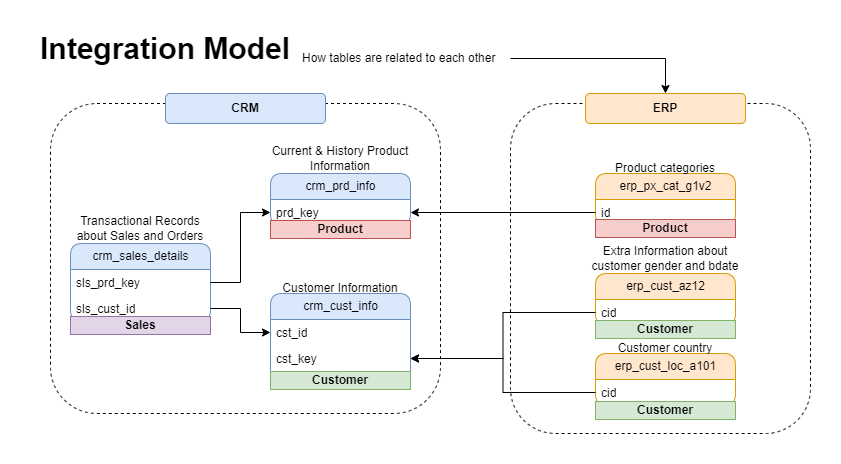 Integration Model
How tables are related to each other
CRM
ERP
Current & History Product
Information
crm_prd_info
prd_key
Product
Transactional Records
about Sales and Orders
crm_sales_details
sls_prd_key
sls_cust_id
Sales
Customer Information
crm_cust_info
cst_id
cst_key
Customer
Product categories
erp_px_cat_g1v2
id
Product
Extra Information about
customer gender and bdate
erp_cust_az12
cid
Customer
Customer country
erp_cust_loc_a101
cid
Customer